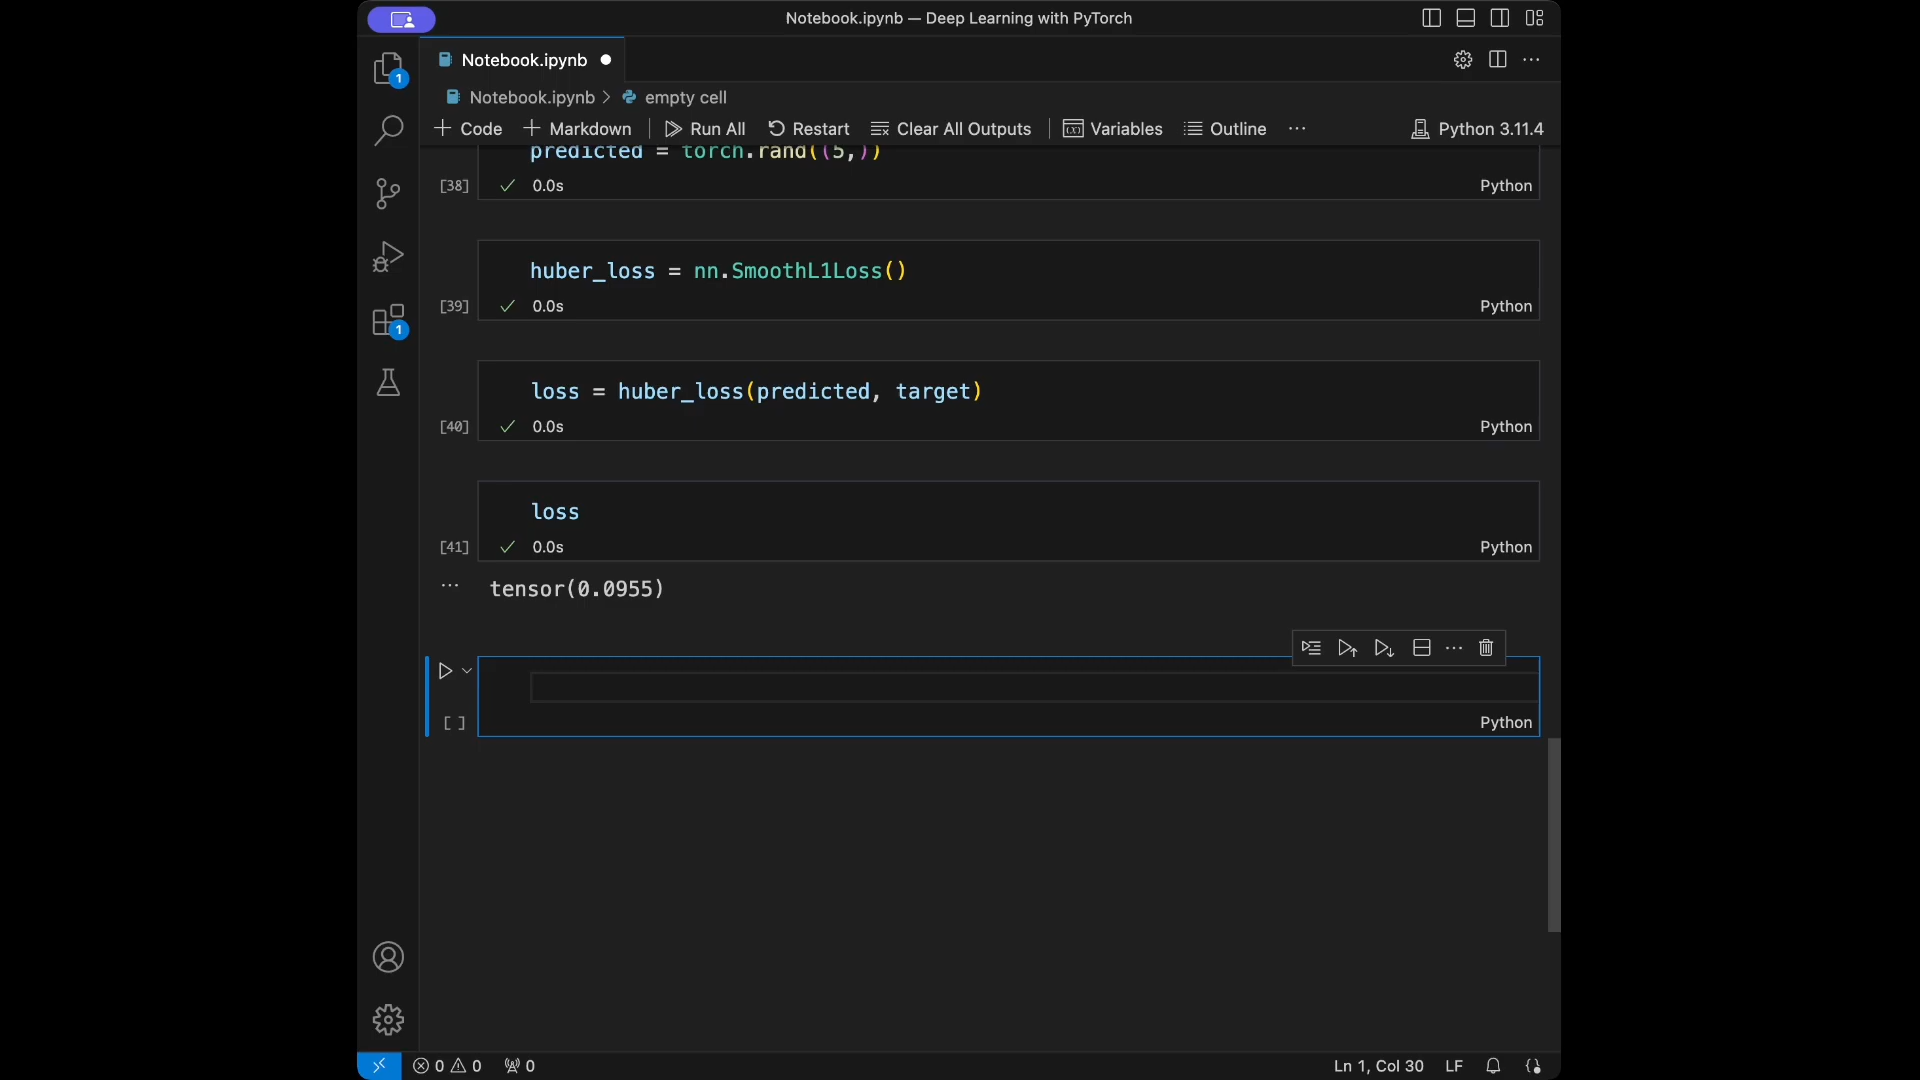 Notebook.ipynb — Deep Learning with PyTorch
Notebook.ipynb
1
Notebook.ipynb > empty cell
Code Markdown Run All Restart Clear All Outputs Variables Outline ... Python 3.11.4
predicted = torch.rand((5,))
[38] 0.0s Python
huber_loss = nn.SmoothL1Loss()
[39] 0.0s Python
1
loss = huber_loss(predicted, target)
[40] 0.0s Python
loss
[41] 0.0s Python
... tensor(0.0955)
[ ] Python
0 0 0 Ln 1, Col 30 LF